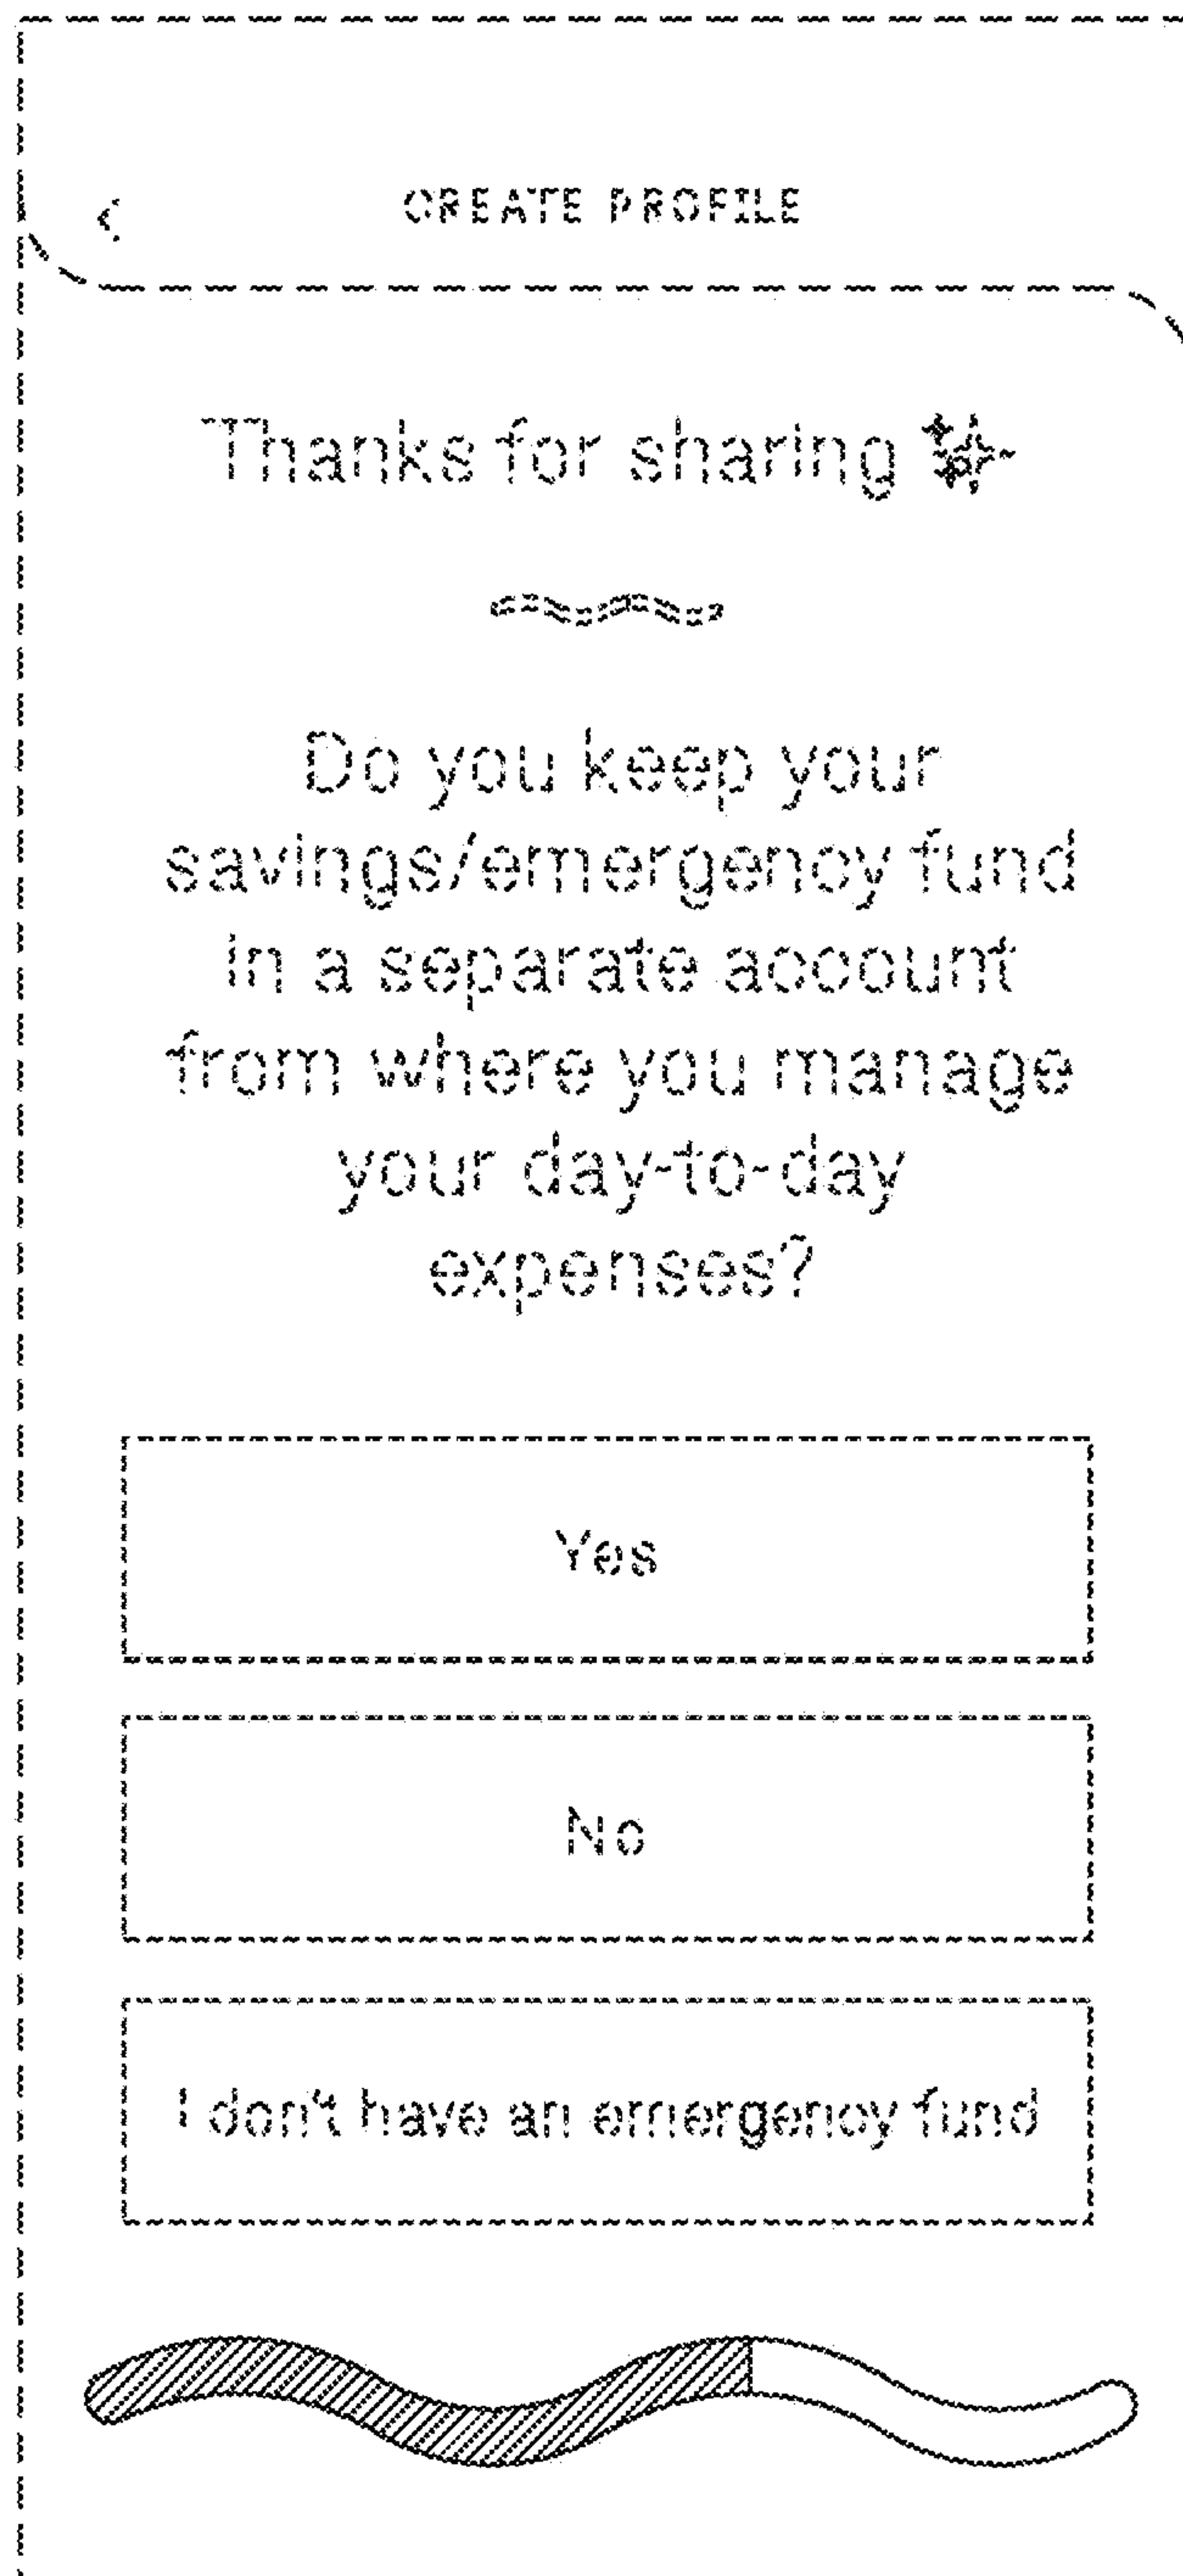 CREATE PROFILE
Thanks for sharing
Do you keep your
savings/emergency fund
in a separate account
from where you manage
your day-to-day
expenses?
Yes
No
I don't have an emergency fund